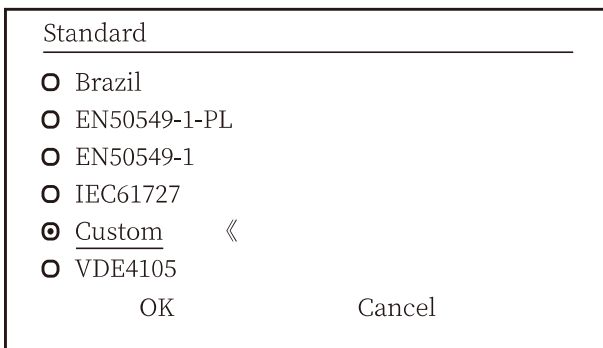 Standard
Brazil
EN50549-1-PL
EN50549-1
IEC61727
Custom 《
VDE4105
OK Cancel